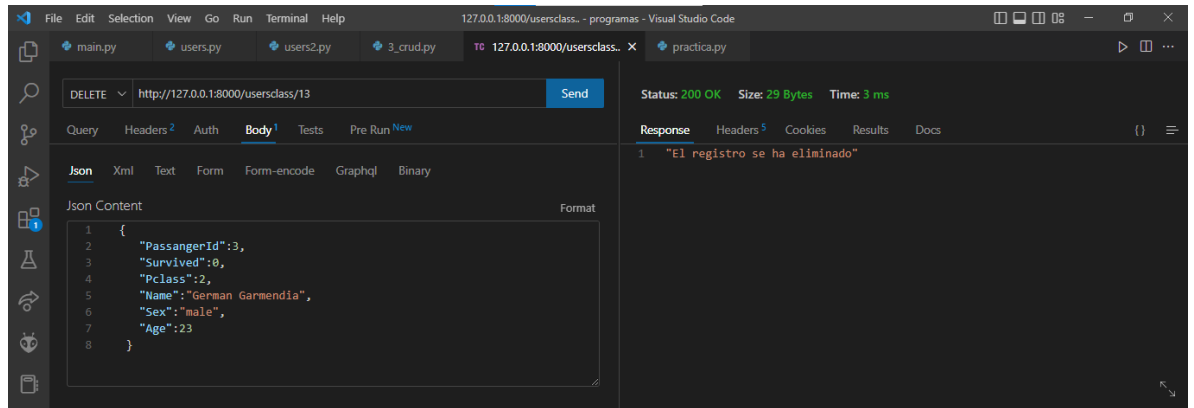 File Edit Selection View Go Run Terminal Help 127.0.0.1:8000/usersclass.. - programas - Visual Studio Code
main.py users.py users2.py 3_crud.py TC 127.0.0.1:8000/usersclass.. practica.py
DELETE http://127.0.0.1:8000/usersclass/13 Send
Status: 200 OK Size: 29 Bytes Time: 3 ms
Query Headers 2 Auth Body 1 Tests Pre Run New
Response Headers 5 Cookies Results Docs {}
1 "El registro se ha eliminado"
Json Xml Text Form Form-encode Graphql Binary
Json Content Format
1 {
2 "PassangerId":3,
3 "Survived":0,
4 "Pclass":2,
5 "Name":"German Garmendia",
6 "Sex":"male",
7 "Age":23
8 }
1